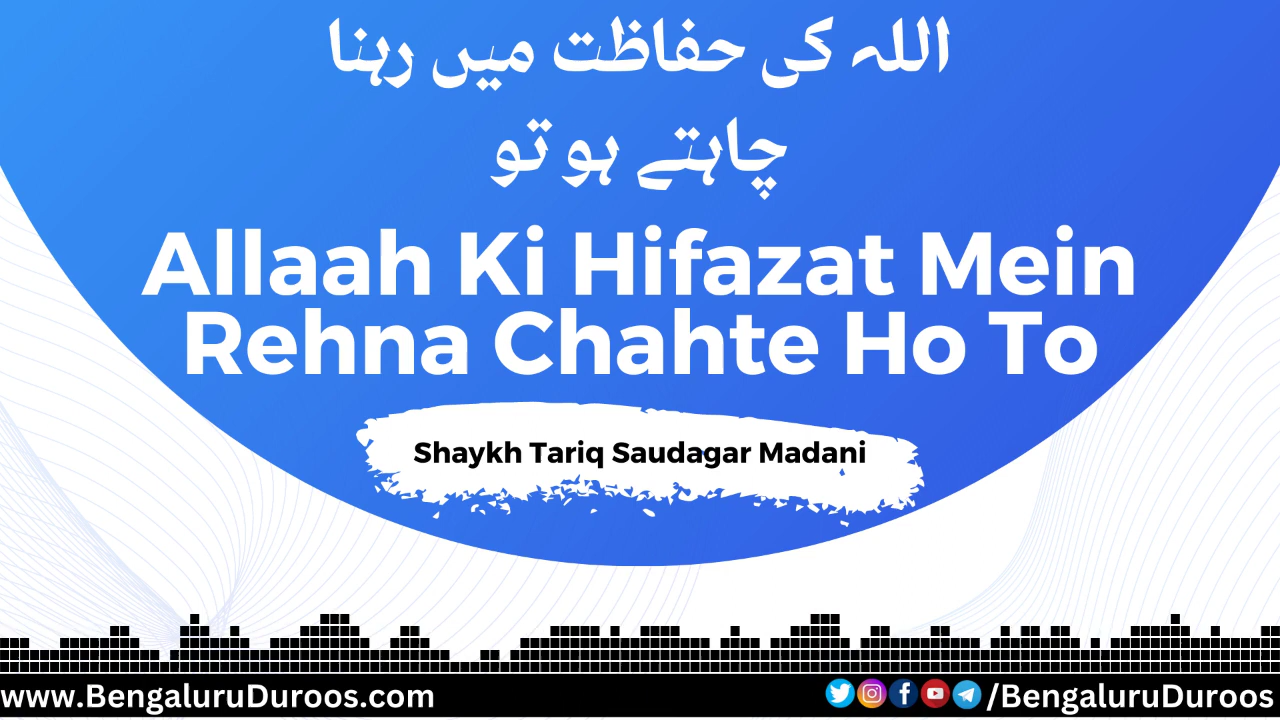 اللہ کی حفاظت میں رہنا
چاہتے ہو تو
Allaah Ki Hifazat Mein
Rehna Chahte Ho To
Shaykh Tariq Saudagar Madani
www.BengaluruDuroos.com
/BengaluruDuroos